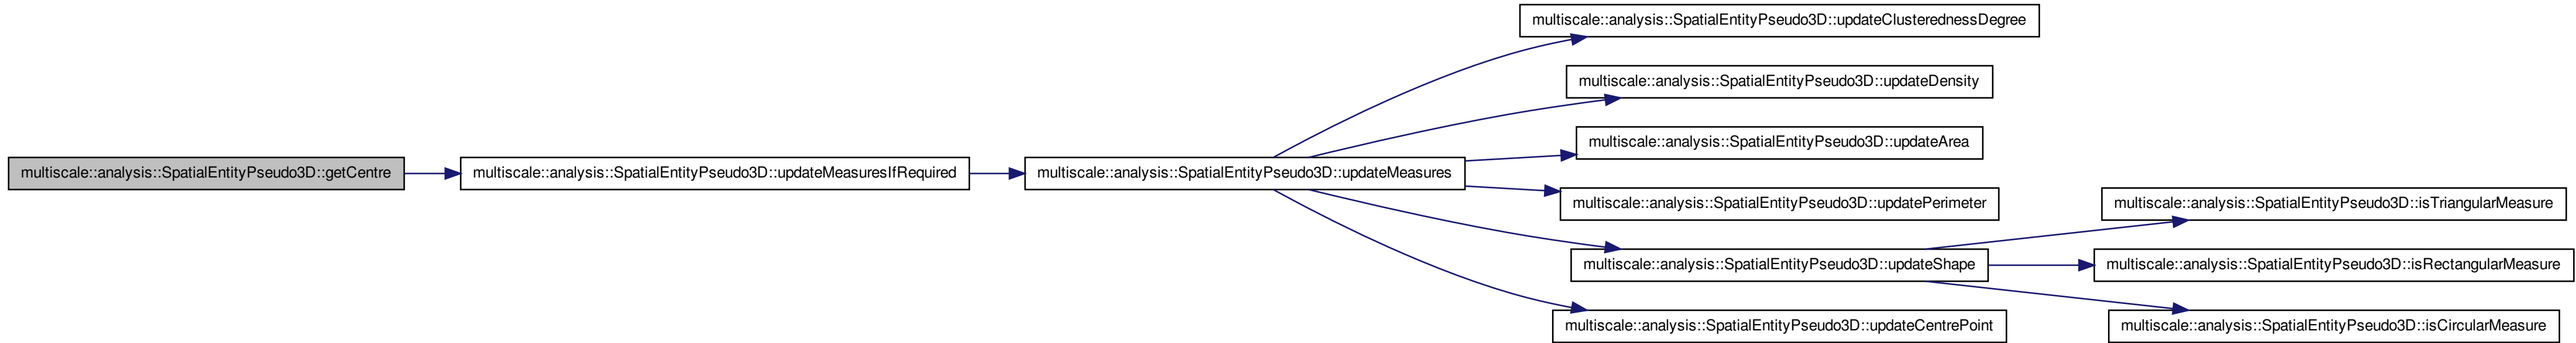 multiscale::analysis::SpatialEntityPseudo3D::getCentre
multiscale::analysis::SpatialEntityPseudo3D::updateMeasuresIfRequired
multiscale::analysis::SpatialEntityPseudo3D::updateMeasures
multiscale::analysis::SpatialEntityPseudo3D::updateClusterednessDegree
multiscale::analysis::SpatialEntityPseudo3D::updateDensity
multiscale::analysis::SpatialEntityPseudo3D::updateArea
multiscale::analysis::SpatialEntityPseudo3D::updatePerimeter
multiscale::analysis::SpatialEntityPseudo3D::updateShape
multiscale::analysis::SpatialEntityPseudo3D::updateCentrePoint
multiscale::analysis::SpatialEntityPseudo3D::isTriangularMeasure
multiscale::analysis::SpatialEntityPseudo3D::isRectangularMeasure
multiscale::analysis::SpatialEntityPseudo3D::isCircularMeasure